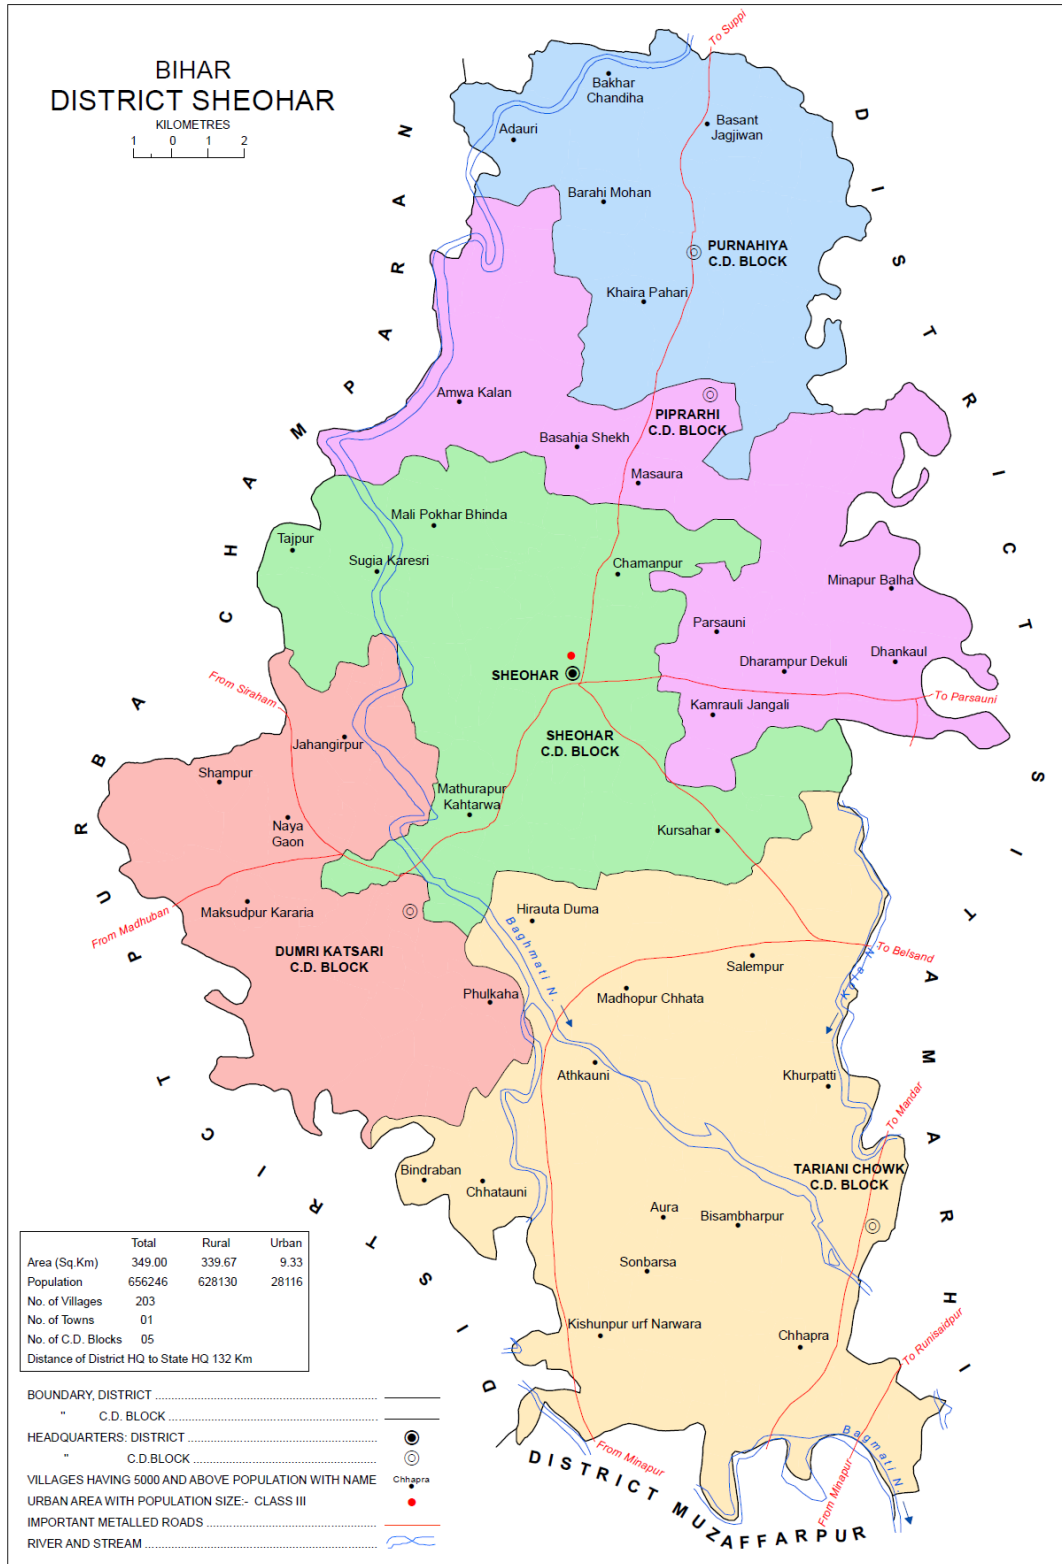 BIHAR
DISTRICT SHEOHAR
KILOMETRES
1 0 1 2
To Suppi
Bakhar
Chandiha
Adauri
Basant
Jagjiwan
Barahi Mohan
PURNAHIYA
C.D. BLOCK
Khaira Pahari
Amwa Kalan
PIPRARHI
C.D. BLOCK
Basahia Shekh
Masaura
Mali Pokhar Bhinda
Tajpur
Sugia Karesri
Chamanpur
Minapur Balha
Parsauni
Dharampur Dekuli
Dhankaul
SHEOHAR
From Siraham
To Parsauni
Kamrauli Jangali
Jahangirpur
SHEOHAR
C.D. BLOCK
Shampur
Mathurapur
Kahtarwa
Naya
Gaon
Kursahar
Maksudpur Kararia
From Madhuban
Hirauta Duma
Baghmati N.
DUMRI KATSARI
C.D. BLOCK
To Belsand
Salempur
Kola N.
Phulkaha
Madhopur Chhata
Athkauni
Khurpatti
To Mandar
TARIANI CHOWK
C.D. BLOCK
Bindraban
Chhatauni
Aura
Bisambharpur
Sonbarsa
Kishunpur urf Narwara
Chhapra
To Runisaidpur
From Minapur
From Minapur
Bagmati N.
DISTRICT PURBA CHAMPARAN
DISTRICT SITAMARHI
DISTRICT MUZAFFARPUR
Total Rural Urban
Area (Sq.Km) 349.00 339.67 9.33
Population 656246 628130 28116
No. of Villages 203
No. of Towns 01
No. of C.D. Blocks 05
Distance of District HQ to State HQ 132 Km
BOUNDARY, DISTRICT
" C.D. BLOCK
HEADQUARTERS: DISTRICT
" C.D.BLOCK
VILLAGES HAVING 5000 AND ABOVE POPULATION WITH NAME Chhapra
URBAN AREA WITH POPULATION SIZE:- CLASS III
IMPORTANT METALLED ROADS
RIVER AND STREAM